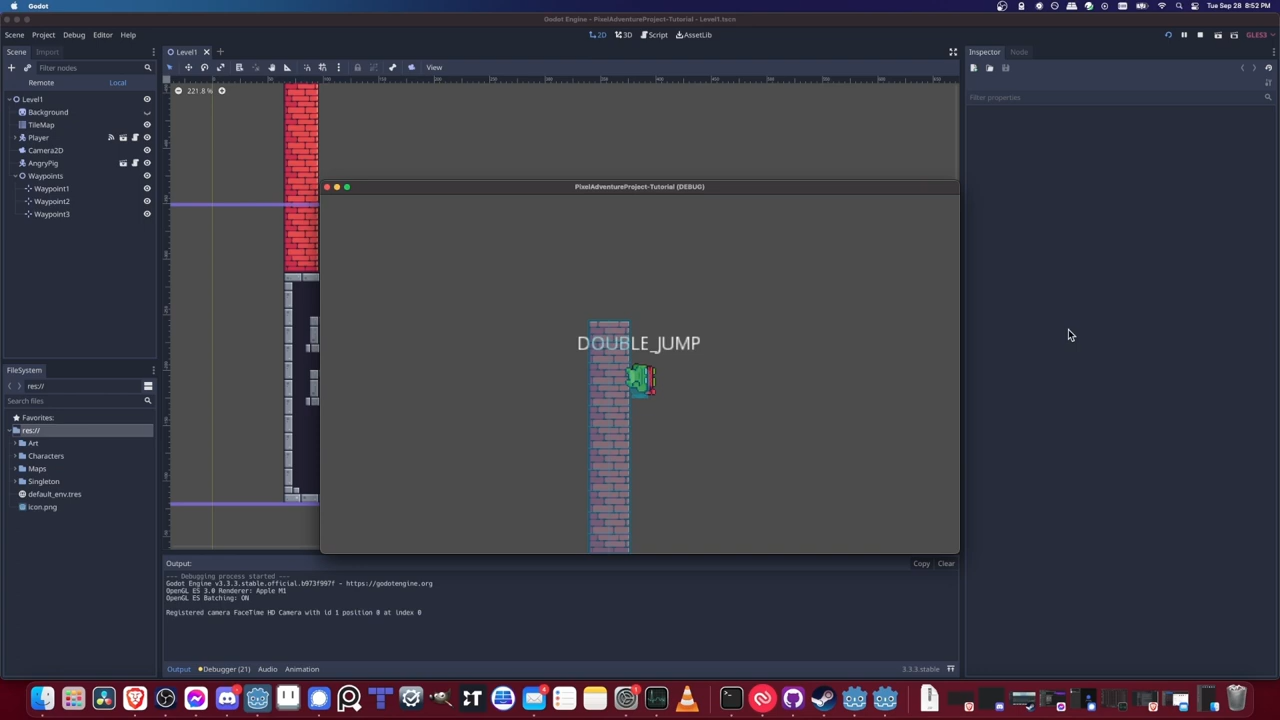 Godot
Tue Sep 28 8:52 PM
Godot Engine - PixelAdventureProject-Tutorial - Level1.tscn
Scene Project Debug Editor Help
2D 3D Script AssetLib
GLES3
Scene Import
Level1
Inspector Node
Filter nodes
View
Remote Local
221.8 %
Filter properties
Level1
Background
TileMap
Player
Camera2D
AngryPig
Waypoints
Waypoint1
Waypoint2
Waypoint3
PixelAdventureProject-Tutorial (DEBUG)
DOUBLE_JUMP
FileSystem
res://
Search files
Favorites:
res://
Art
Characters
Maps
Singleton
default_env.tres
icon.png
Output:
Copy Clear
--- Debugging process started ---
Godot Engine v3.3.3.stable.official.b973f997f - https://godotengine.org
OpenGL ES 3.0 Renderer: Apple M1
OpenGL ES Batching: ON
Registered camera FaceTime HD Camera with id 1 position 0 at index 0
Output Debugger (21) Audio Animation
3.3.3.stable